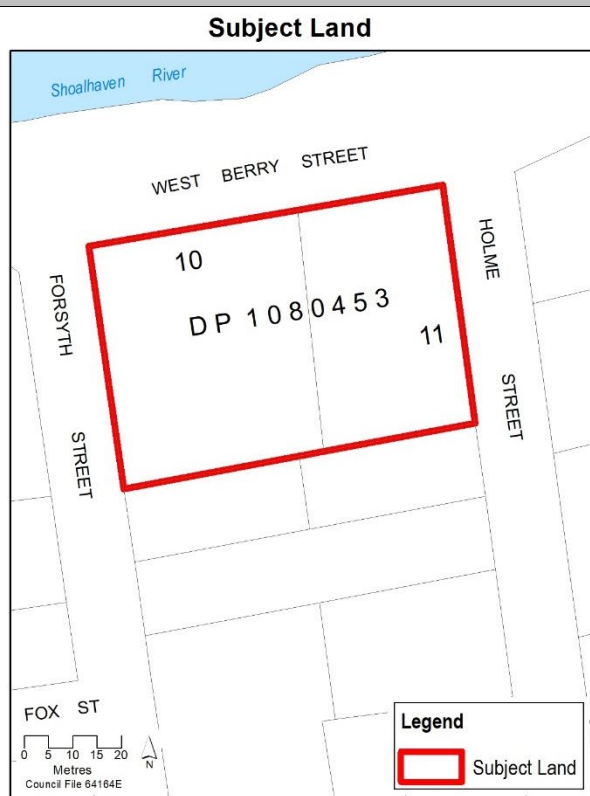 Subject Land
Shoalhaven River
WEST BERRY STREET
HOLME STREET
FORSYTH STREET
10
DP 1080453
11
FOX ST
0 5 10 15 20
Metres
Council File 64164E
N
Legend
Subject Land